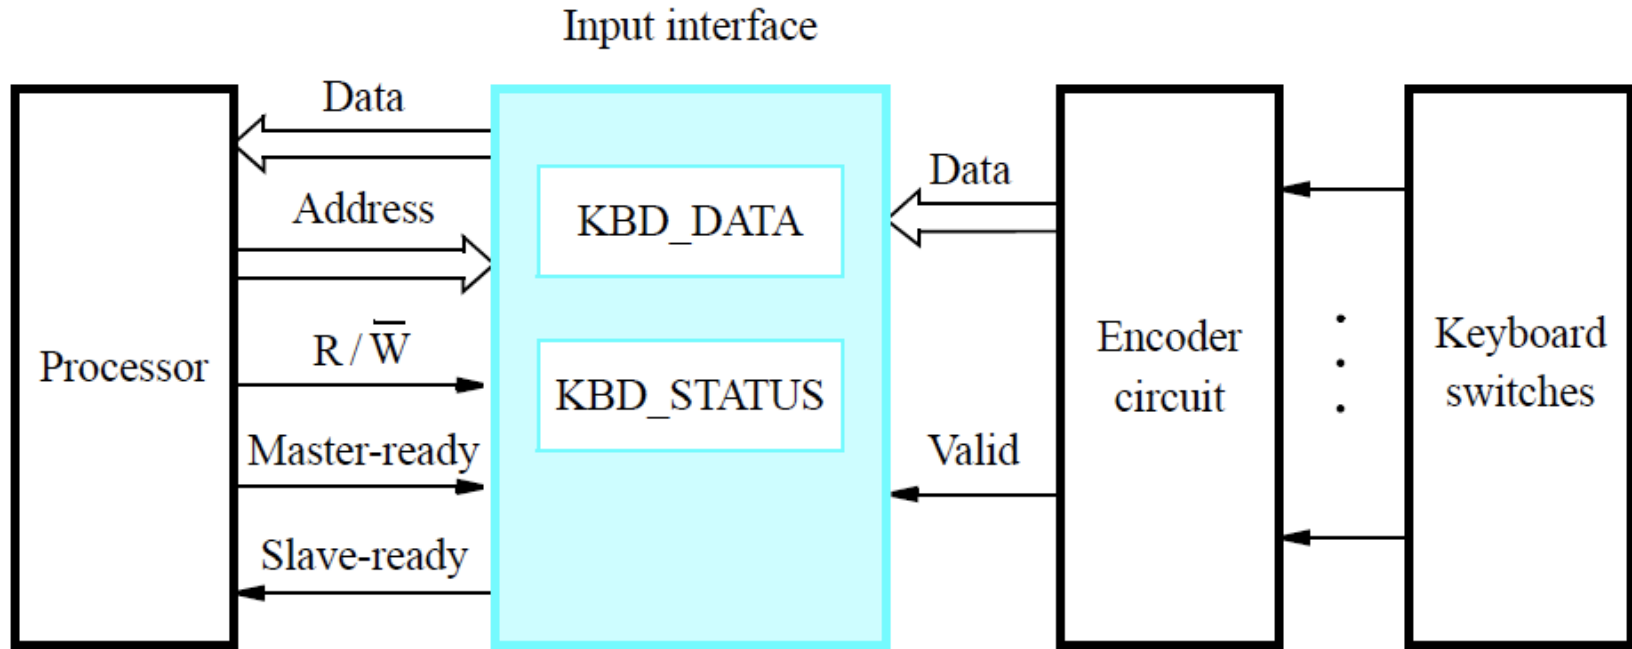 Input interface
Data
Address
R / W̅
Master-ready
Slave-ready
Processor
KBD_DATA
KBD_STATUS
Data
Valid
Encoder
circuit
Keyboard
switches